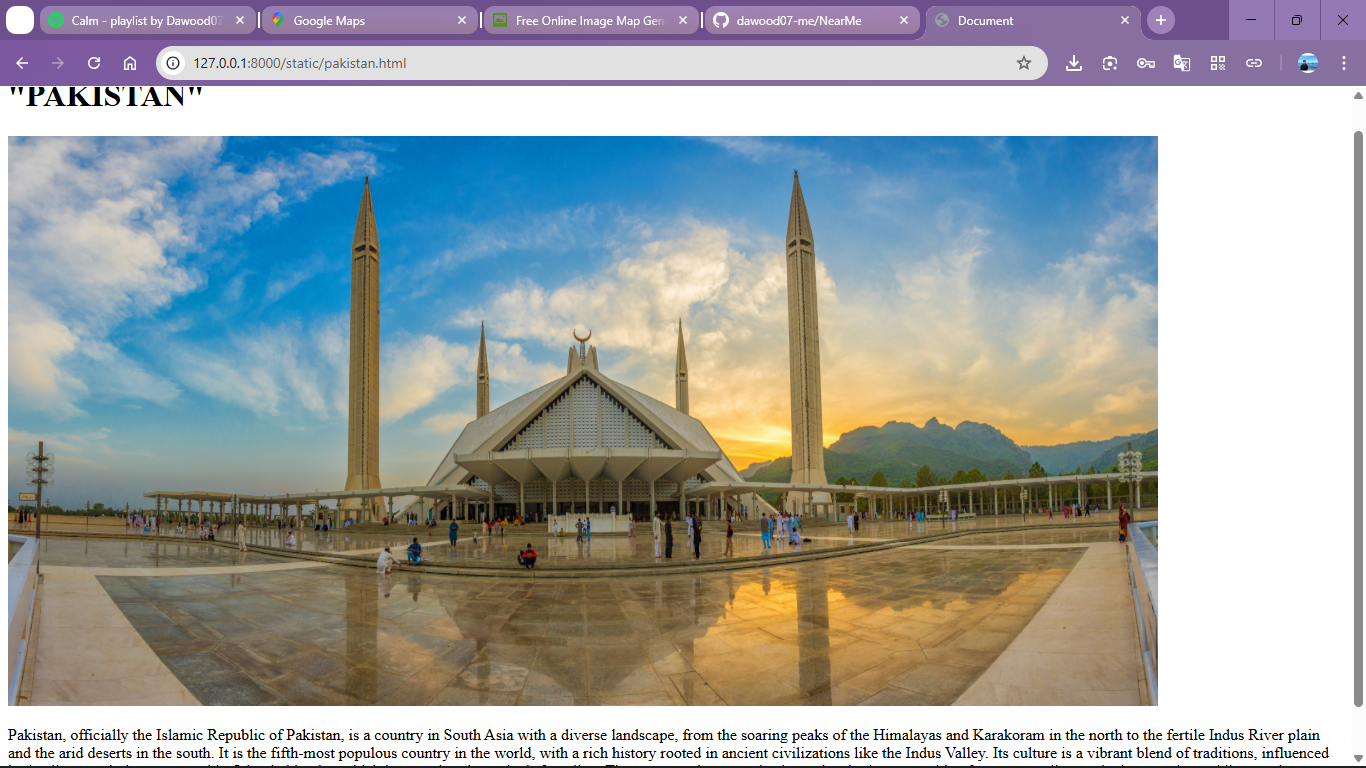 Calm - playlist by Dawood07
Google Maps
Free Online Image Map Gen
dawood07-me/NearMe
Document
127.0.0.1:8000/static/pakistan.html
"PAKISTAN"
Pakistan, officially the Islamic Republic of Pakistan, is a country in South Asia with a diverse landscape, from the soaring peaks of the Himalayas and Karakoram in the north to the fertile Indus River plain
and the arid deserts in the south. It is the fifth-most populous country in the world, with a rich history rooted in ancient civilizations like the Indus Valley. Its culture is a vibrant blend of traditions, influenced